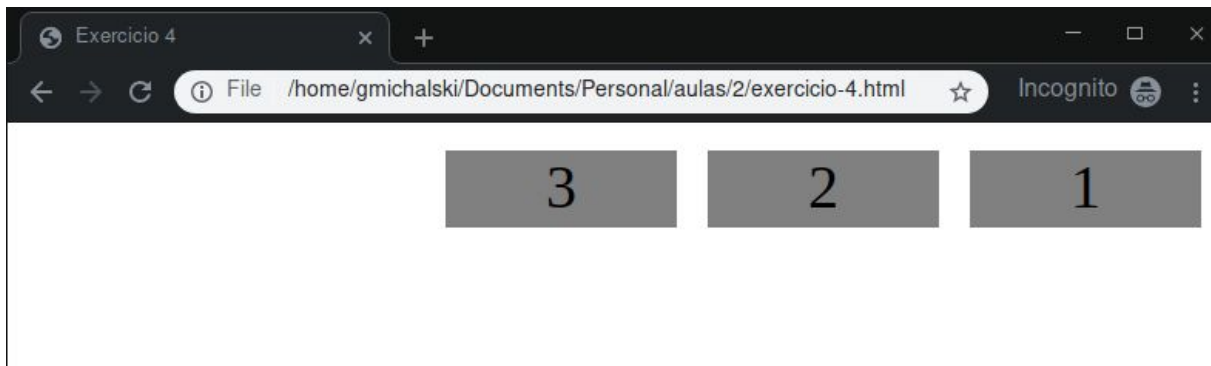 Exercicio 4
File /home/gmichalski/Documents/Personal/aulas/2/exercicio-4.html Incognito
3 2 1